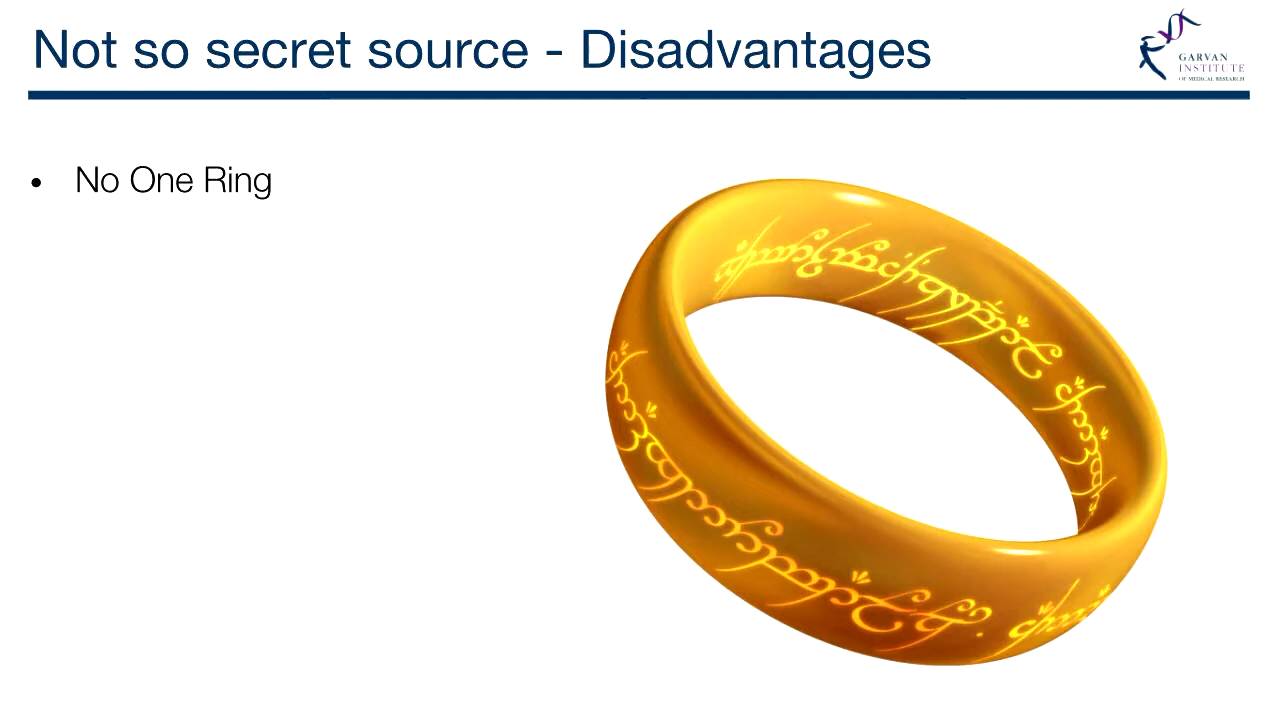 Not so secret source - Disadvantages
GARVAN
INSTITUTE
OF MEDICAL RESEARCH
• No One Ring